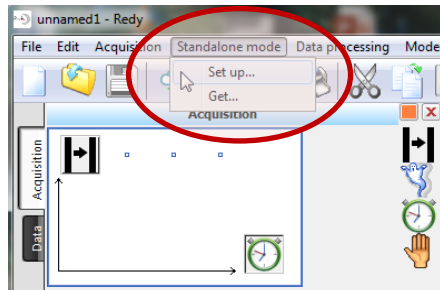 unnamed1 - Redy
File Edit Acquisition Standalone mode Data processing Mode
Set up...
Get...
Acquisition
Acquisition
Data